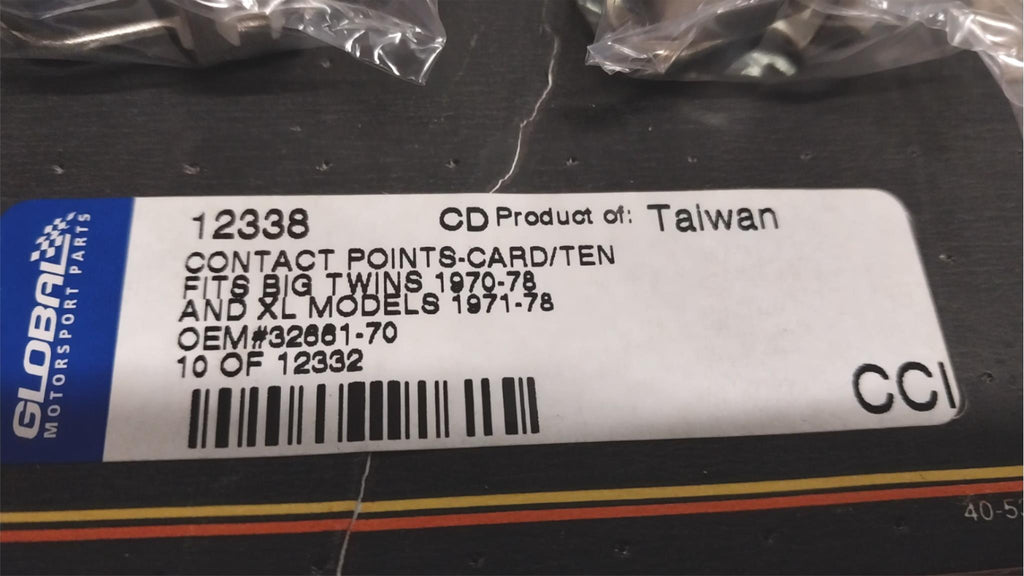 GLOBAL
MOTORSPORT PARTS
12338 CD Product of: Taiwan
CONTACT POINTS-CARD/TEN
FITS BIG TWINS 1970-78
AND XL MODELS 1971-78
OEM#32661-70
10 OF 12332
CCI